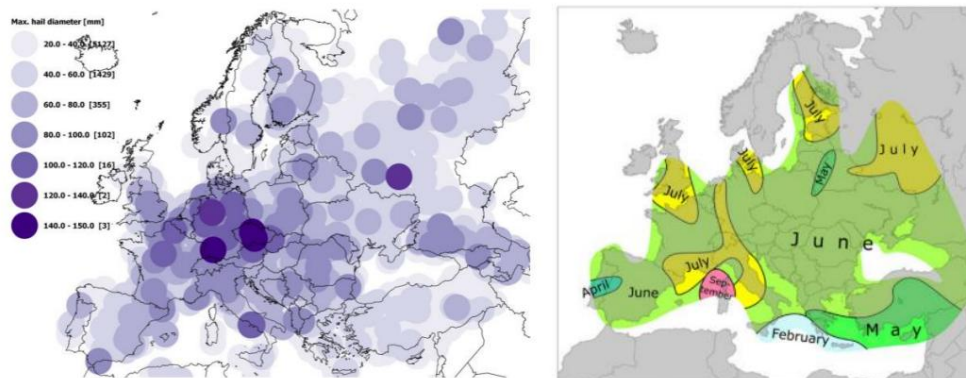 Max. hail diameter [mm]
20.0 - 40.0 [3127]
40.0 - 60.0 [1429]
60.0 - 80.0 [355]
80.0 - 100.0 [102]
100.0 - 120.0 [16]
120.0 - 140.0 [2]
140.0 - 150.0 [3]
July
July
July
July
May
June
July
Sep-
tember
April
June
February
May